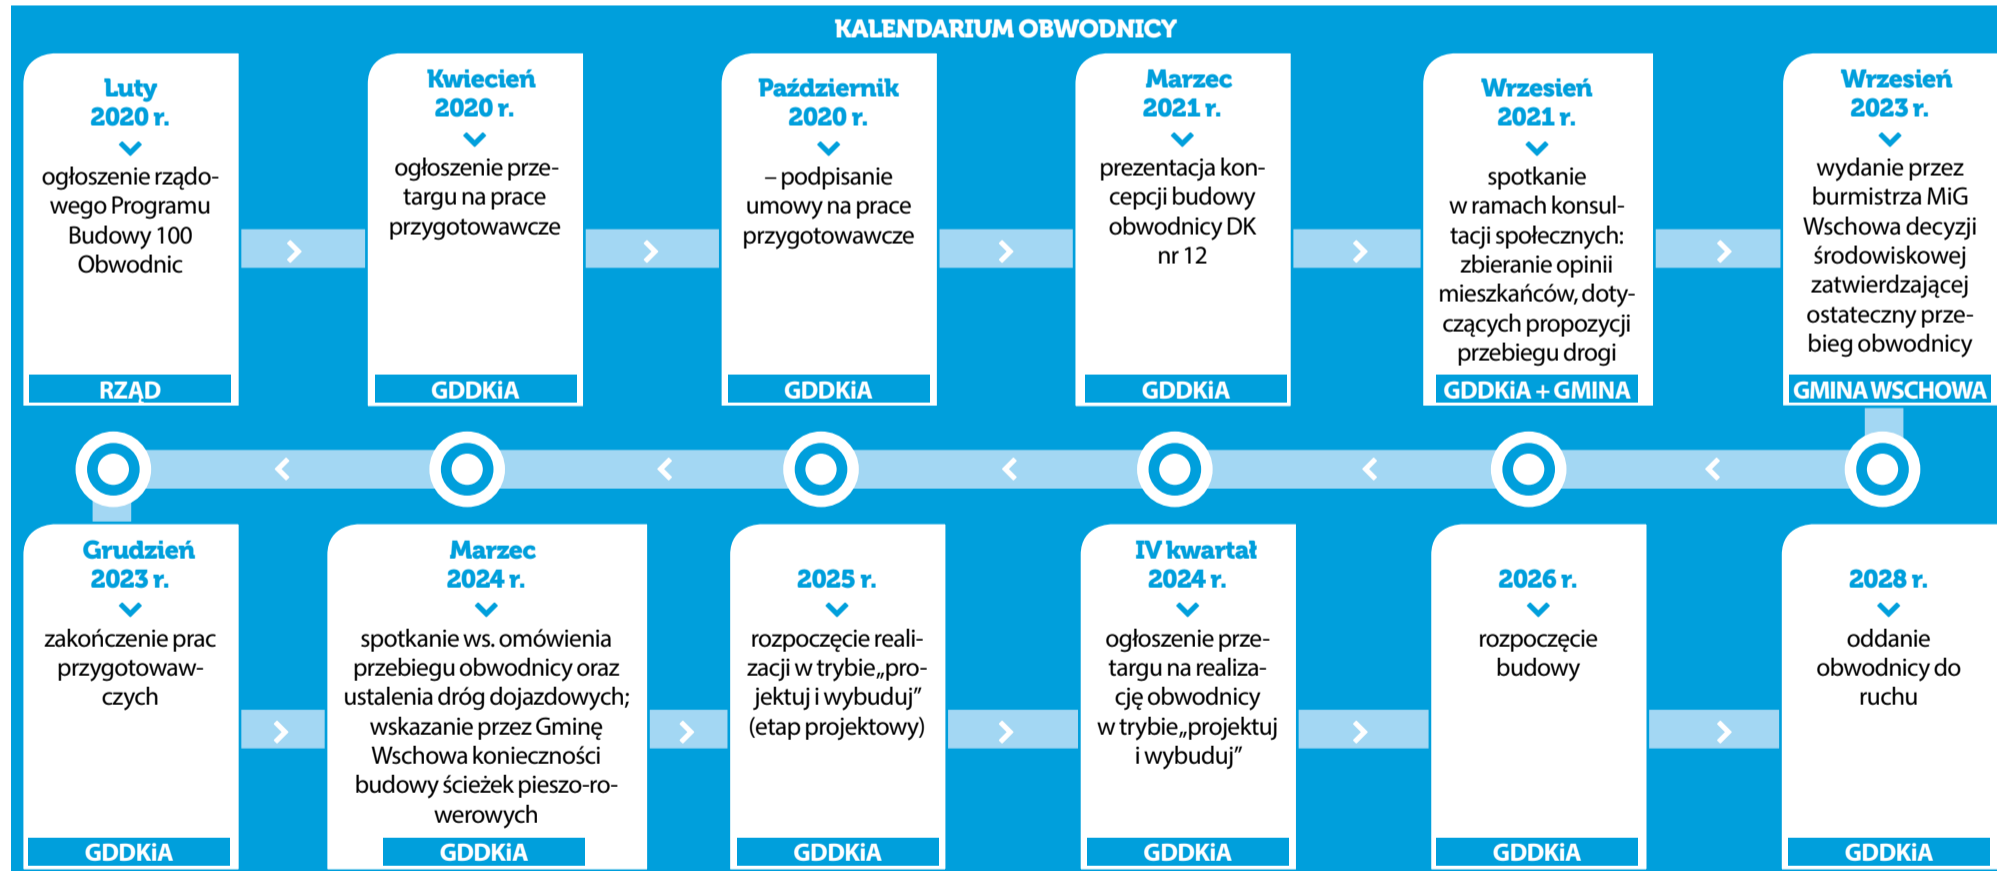 KALENDARIUM OBWODNICY
Luty
2020 r.
ogłoszenie rządo-
wego Programu
Budowy 100
Obwodnic
RZĄD
Kwiecień
2020 r.
ogłoszenie prze-
targu na prace
przygotowawcze
GDDKiA
Październik
2020 r.
– podpisanie
umowy na prace
przygotowawcze
GDDKiA
Marzec
2021 r.
prezentacja kon-
cepcji budowy
obwodnicy DK
nr 12
GDDKiA
Wrzesień
2021 r.
spotkanie
w ramach konsul-
tacji społecznych:
zbieranie opinii
mieszkańców, doty-
czących propozycji
przebiegu drogi
GDDKiA + GMINA
Wrzesień
2023 r.
wydanie przez
burmistrza MiG
Wschowa decyzji
środowiskowej
zatwierdzającej
ostateczny prze-
bieg obwodnicy
GMINA WSCHOWA
Grudzień
2023 r.
zakończenie prac
przygotowaw-
czych
GDDKiA
Marzec
2024 r.
spotkanie ws. omówienia
przebiegu obwodnicy oraz
ustalenia dróg dojazdowych;
wskazanie przez Gminę
Wschowa konieczności
budowy ścieżek pieszo-ro-
werowych
GDDKiA
2025 r.
rozpoczęcie reali-
zacji w trybie „pro-
jektuj i wybuduj”
(etap projektowy)
GDDKiA
IV kwartał
2024 r.
ogłoszenie prze-
targu na realiza-
cję obwodnicy
w trybie „projektuj
i wybuduj”
GDDKiA
2026 r.
rozpoczęcie
budowy
GDDKiA
2028 r.
oddanie
obwodnicy do
ruchu
GDDKiA